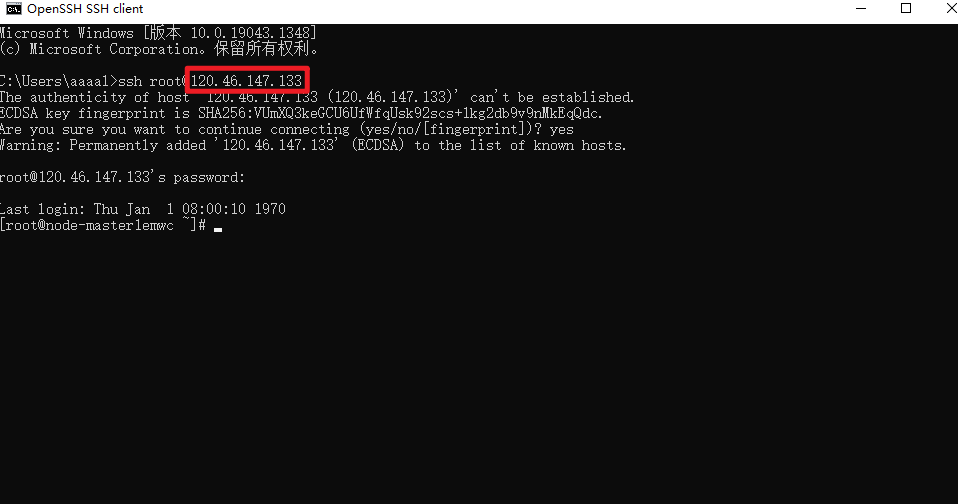 OpenSSH SSH client
Microsoft Windows [版本 10.0.19043.1348]
(c) Microsoft Corporation。保留所有权利。
C:\Users\aaaal>ssh root@120.46.147.133
The authenticity of host '120.46.147.133 (120.46.147.133)' can't be established.
ECDSA key fingerprint is SHA256:VUmXQ3keGCU6UfWfqUsk92scs+1kg2db9v9nMkEqQdc.
Are you sure you want to continue connecting (yes/no/[fingerprint])? yes
Warning: Permanently added '120.46.147.133' (ECDSA) to the list of known hosts.
root@120.46.147.133's password:
Last login: Thu Jan  1 08:00:10 1970
[root@node-masterlemwc ~]#